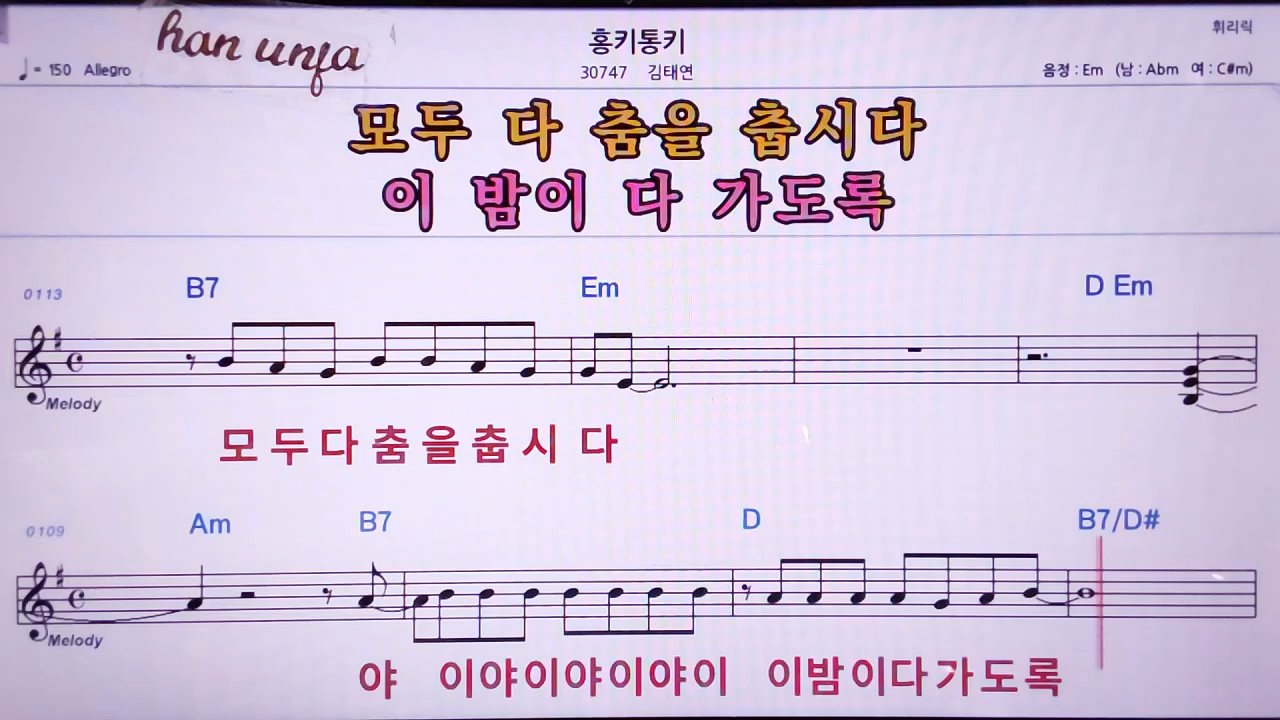 han unja
홍키통키
휘리릭
♩= 150 Allegro
30747 김태연
음정 : Em (남 : Abm 여 : C#m)
모두 다 춤을 춥시다
이 밤이 다 가도록
0113 B7 Em D Em
Melody
모두다춤을춥시 다
0109 Am B7 D B7/D#
Melody
야 이야이야이야이 이밤이다가도록